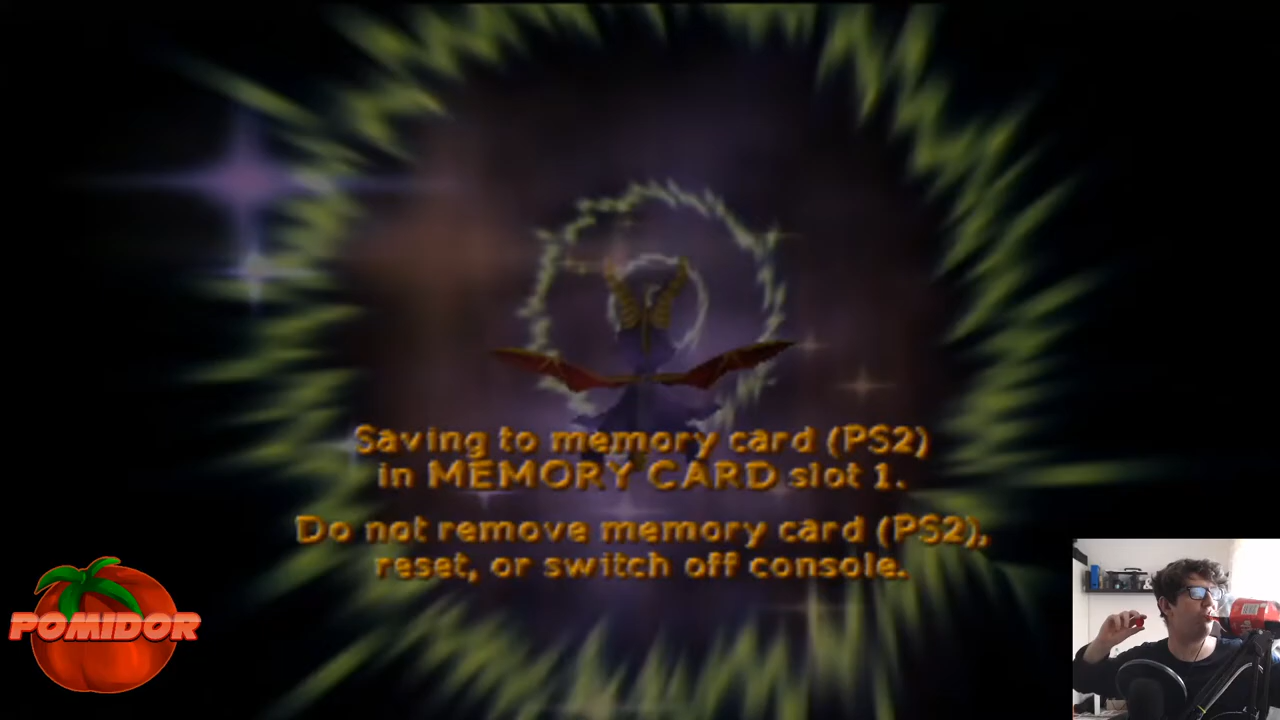 Saving to memory card (PS2)
in MEMORY CARD slot 1.
Do not remove memory card (PS2),
reset, or switch off console.
POMIDOR